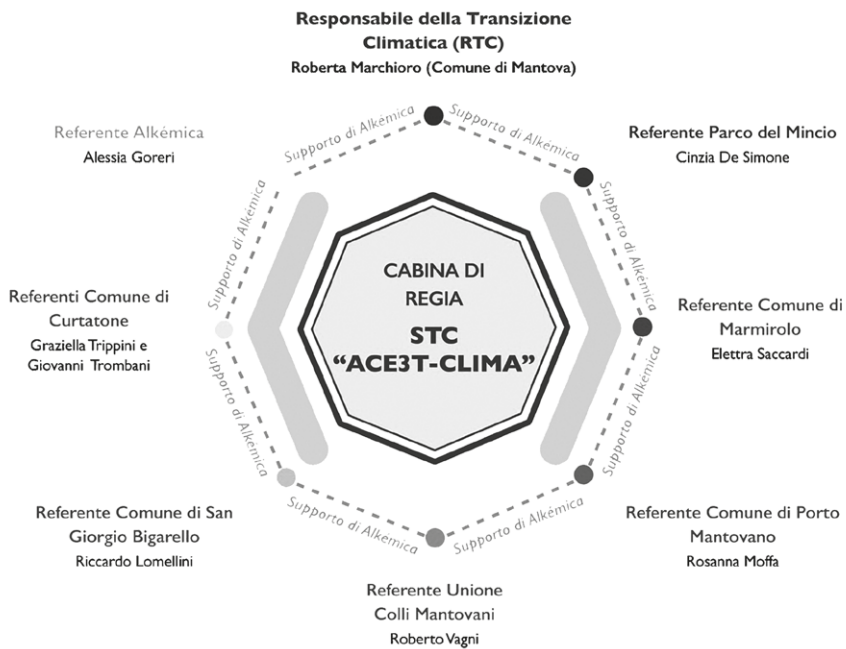 Responsabile della Transizione
Climatica (RTC)
Roberta Marchioro (Comune di Mantova)
Supporto di Alkémica
Supporto di Alkémica
Referente Alkémica
Alessia Goreri
Referente Parco del Mincio
Cinzia De Simone
Supporto di Alkémica
Supporto di Alkémica
CABINA DI
REGIA
STC
“ACE3T-CLIMA”
Referenti Comune di
Curtatone
Graziella Trippini e
Giovanni Trombani
Referente Comune di
Marmirolo
Elettra Saccardi
Supporto di Alkémica
Supporto di Alkémica
Referente Comune di San
Giorgio Bigarello
Riccardo Lomellini
Supporto di Alkémica
Supporto di Alkémica
Referente Comune di Porto
Mantovano
Rosanna Moffa
Referente Unione
Colli Mantovani
Roberto Vagni